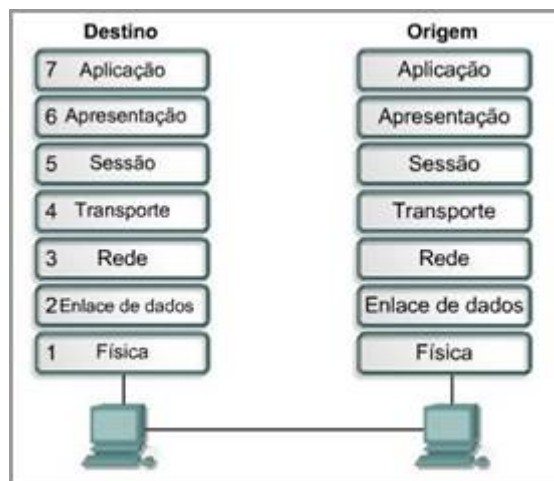 Destino Origem
7 Aplicação Aplicação
6 Apresentação Apresentação
5 Sessão Sessão
4 Transporte Transporte
3 Rede Rede
2 Enlace de dados Enlace de dados
1 Física Física